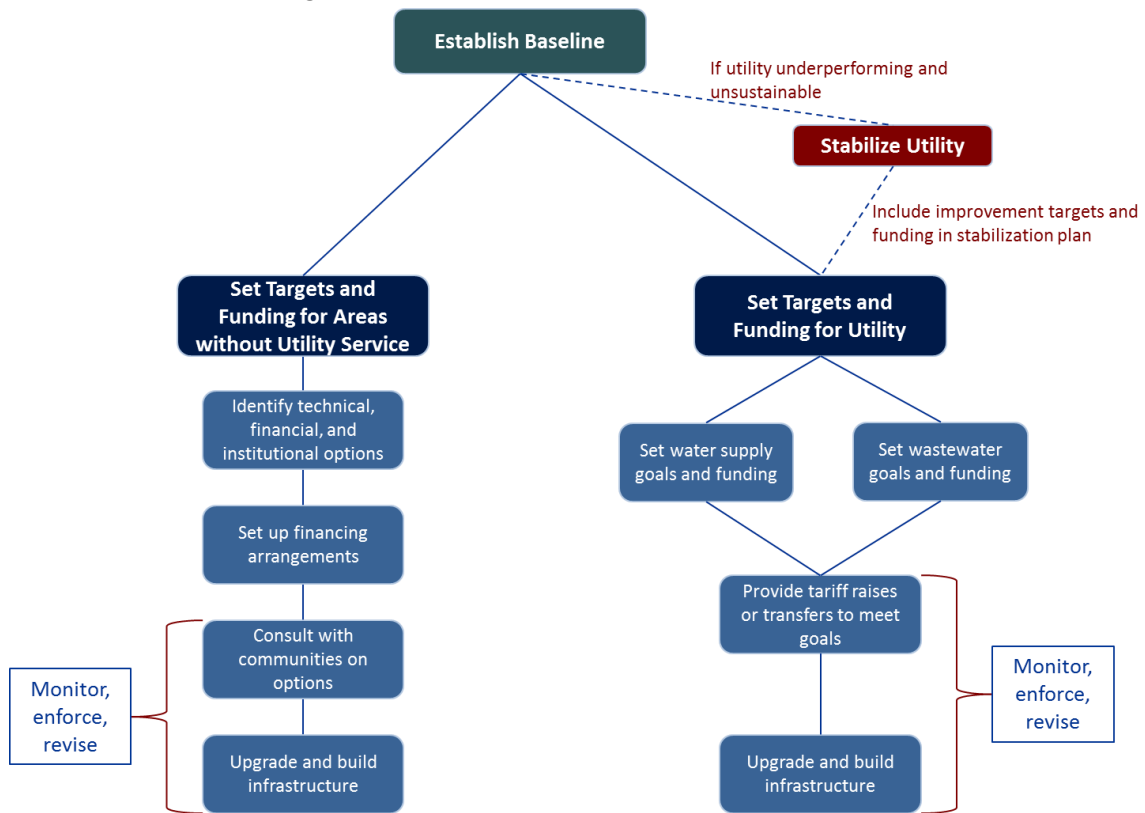 Establish Baseline
If utility underperforming and
unsustainable
Stabilize Utility
Include improvement targets and
funding in stabilization plan
Set Targets and
Funding for Areas
without Utility Service
Set Targets and
Funding for Utility
Identify technical,
financial, and
institutional options
Set water supply
goals and funding
Set wastewater
goals and funding
Set up financing
arrangements
Provide tariff raises
or transfers to meet
goals
Consult with
communities on
options
Monitor,
enforce,
revise
Monitor,
enforce,
revise
Upgrade and build
infrastructure
Upgrade and build
infrastructure